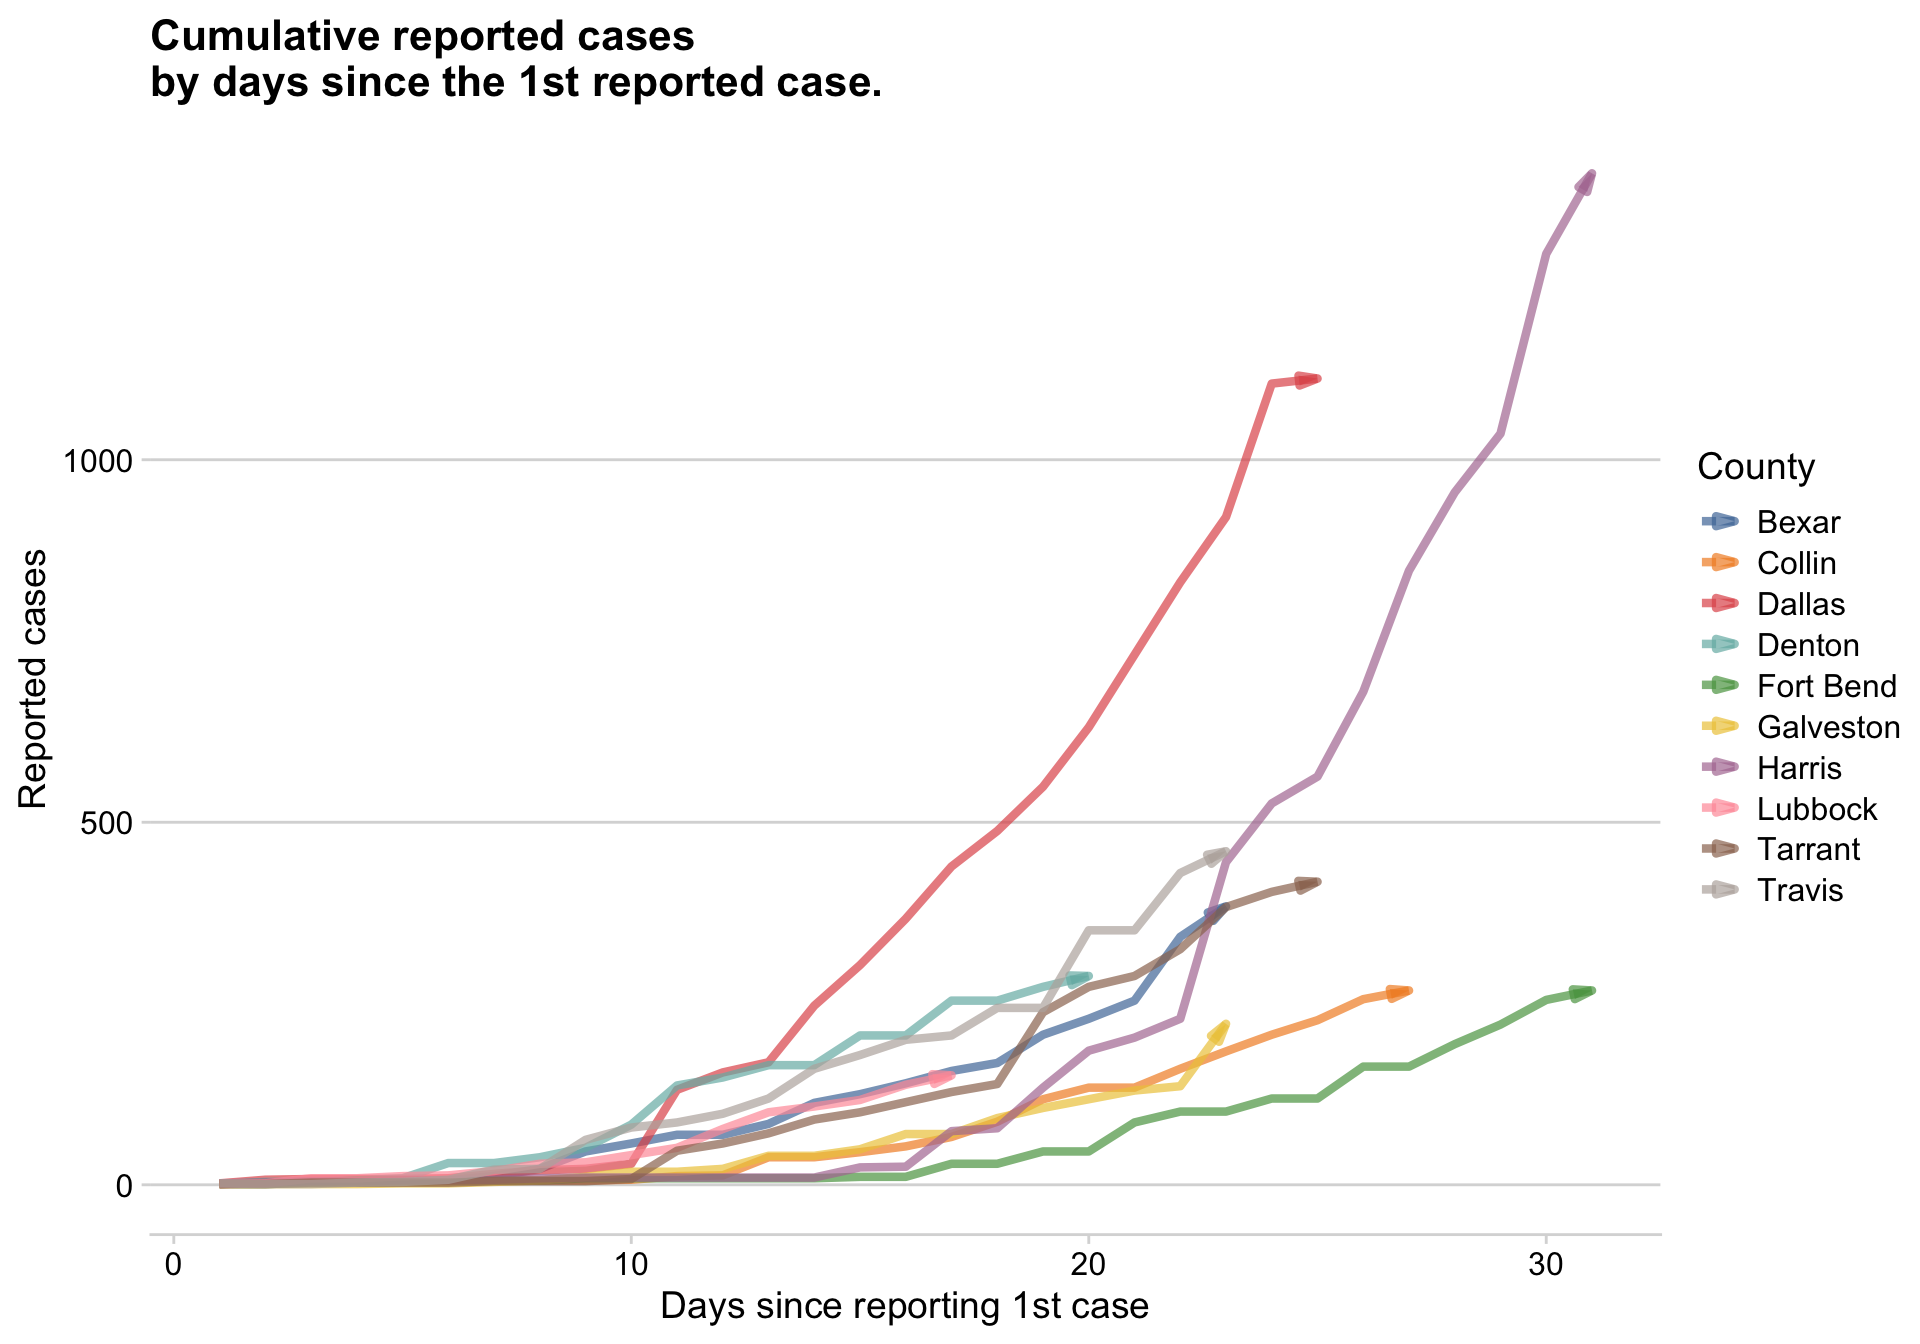 Cumulative reported cases
by days since the 1st reported case.
1000
500
0
Reported cases
0
10
20
30
Days since reporting 1st case
County
Bexar
Collin
Dallas
Denton
Fort Bend
Galveston
Harris
Lubbock
Tarrant
Travis